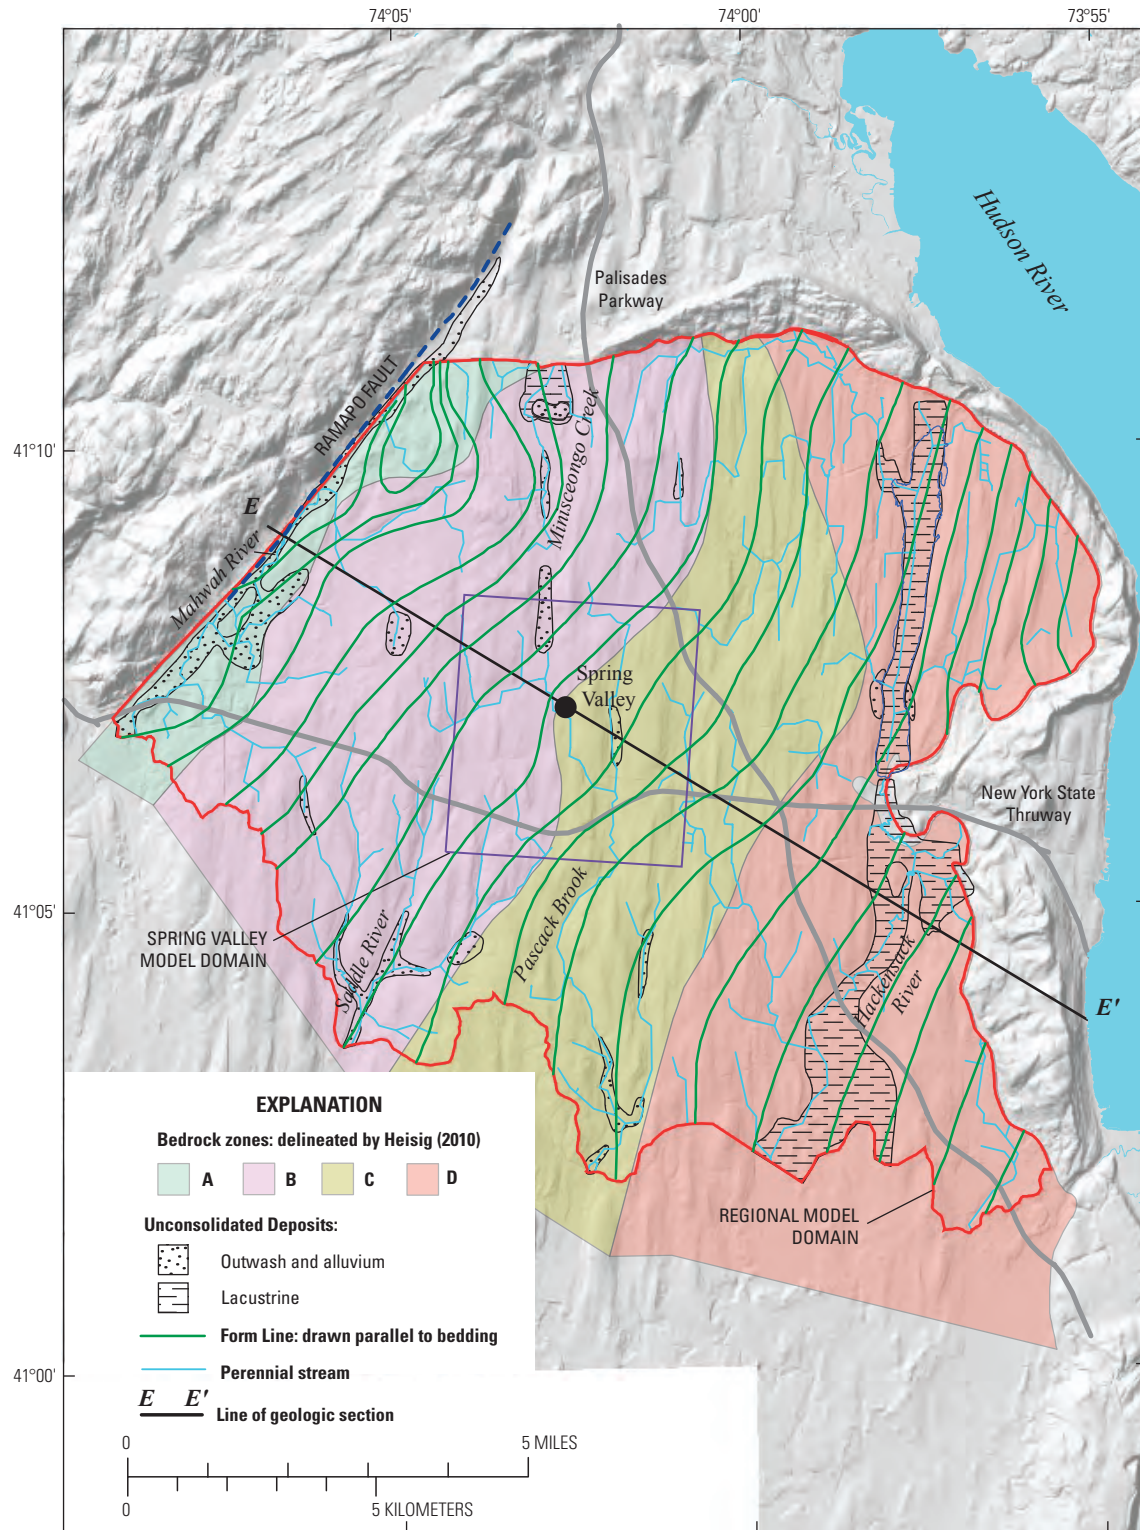 74°05'
74°00'
73°55'
Hudson River
Palisades
Parkway
RAMAPO FAULT
41°10'
Minisceongo Creek
E
Mahwah River
Spring
Valley
New York State
Thruway
41°05'
SPRING VALLEY
MODEL DOMAIN
Saddle River
Pascack Brook
Hackensack
River
E'
EXPLANATION
Bedrock zones: delineated by Heisig (2010)
A B C D
Unconsolidated Deposits:
Outwash and alluvium
Lacustrine
REGIONAL MODEL
DOMAIN
Form Line: drawn parallel to bedding
Perennial stream
41°00'
E E'
Line of geologic section
0 5 MILES
0 5 KILOMETERS